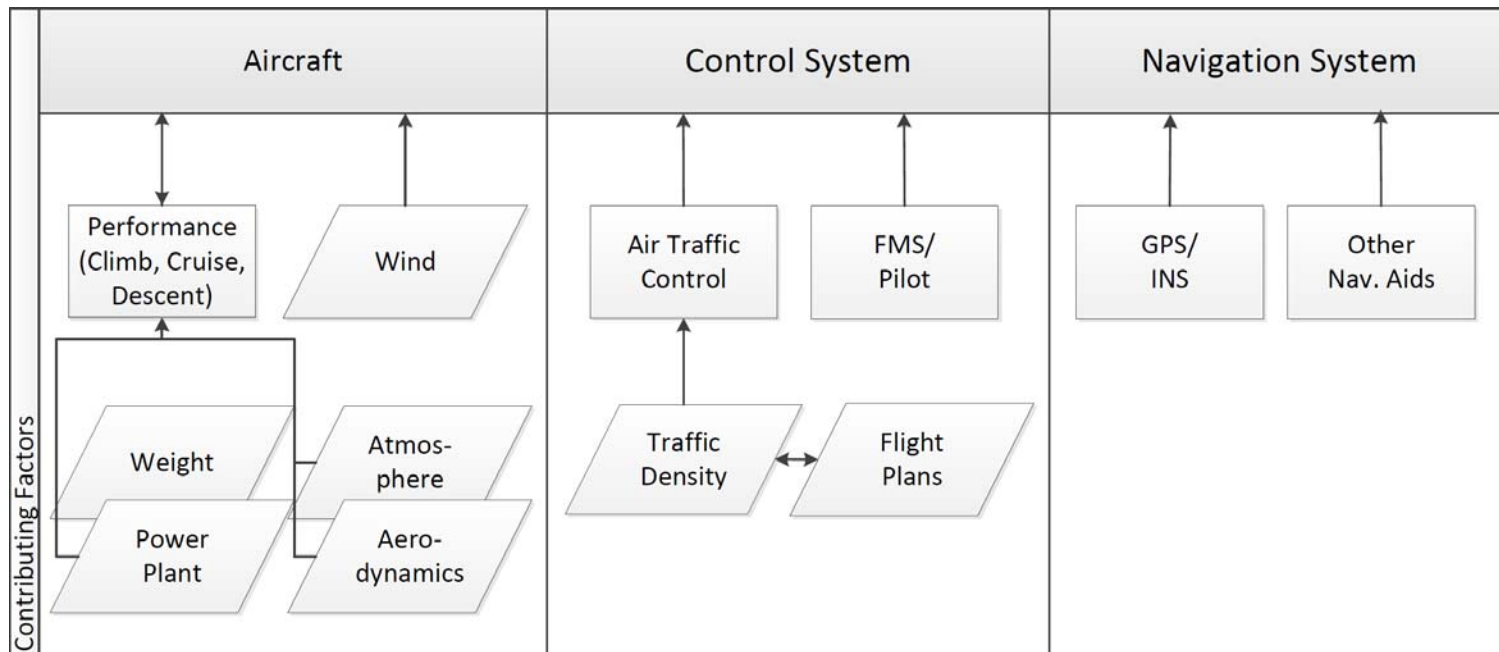 Aircraft
Control System
Navigation System
Contributing Factors
Performance
(Climb, Cruise,
Descent)
Wind
Air Traffic
Control
FMS/
Pilot
GPS/
INS
Other
Nav. Aids
Weight
Atmos-
phere
Power
Plant
Aero-
dynamics
Traffic
Density
Flight
Plans